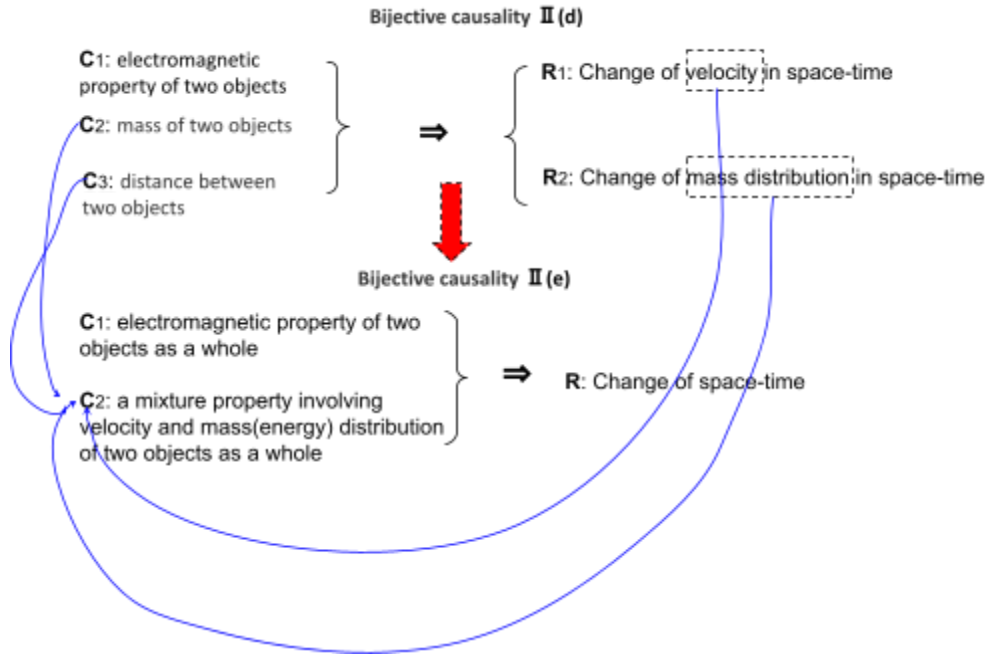 Bijective causality Ⅱ(d)
C1: electromagnetic
property of two objects
C2: mass of two objects
C3: distance between
two objects
⇒
R1: Change of velocity in space-time
R2: Change of mass distribution in space-time
Bijective causality Ⅱ(e)
C1: electromagnetic property of two
objects as a whole
C2: a mixture property involving
velocity and mass(energy) distribution
of two objects as a whole
⇒
R: Change of space-time